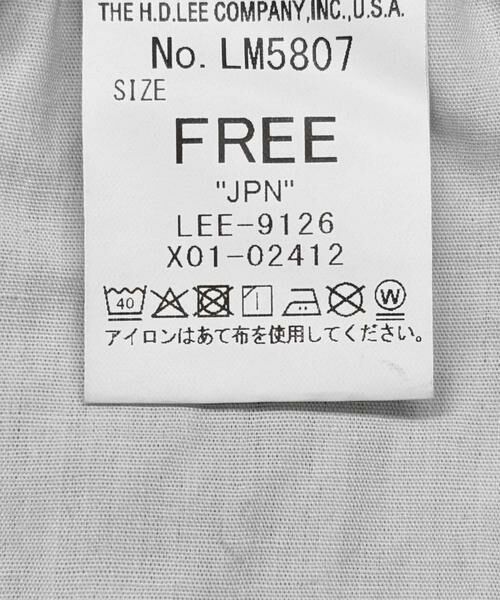 THE H.D.LEE COMPANY,INC.,U.S.A.
No. LM5807
SIZE
FREE
"JPN"
LEE-9126
X01-02412
40 W
アイロンはあて布を使用してください。